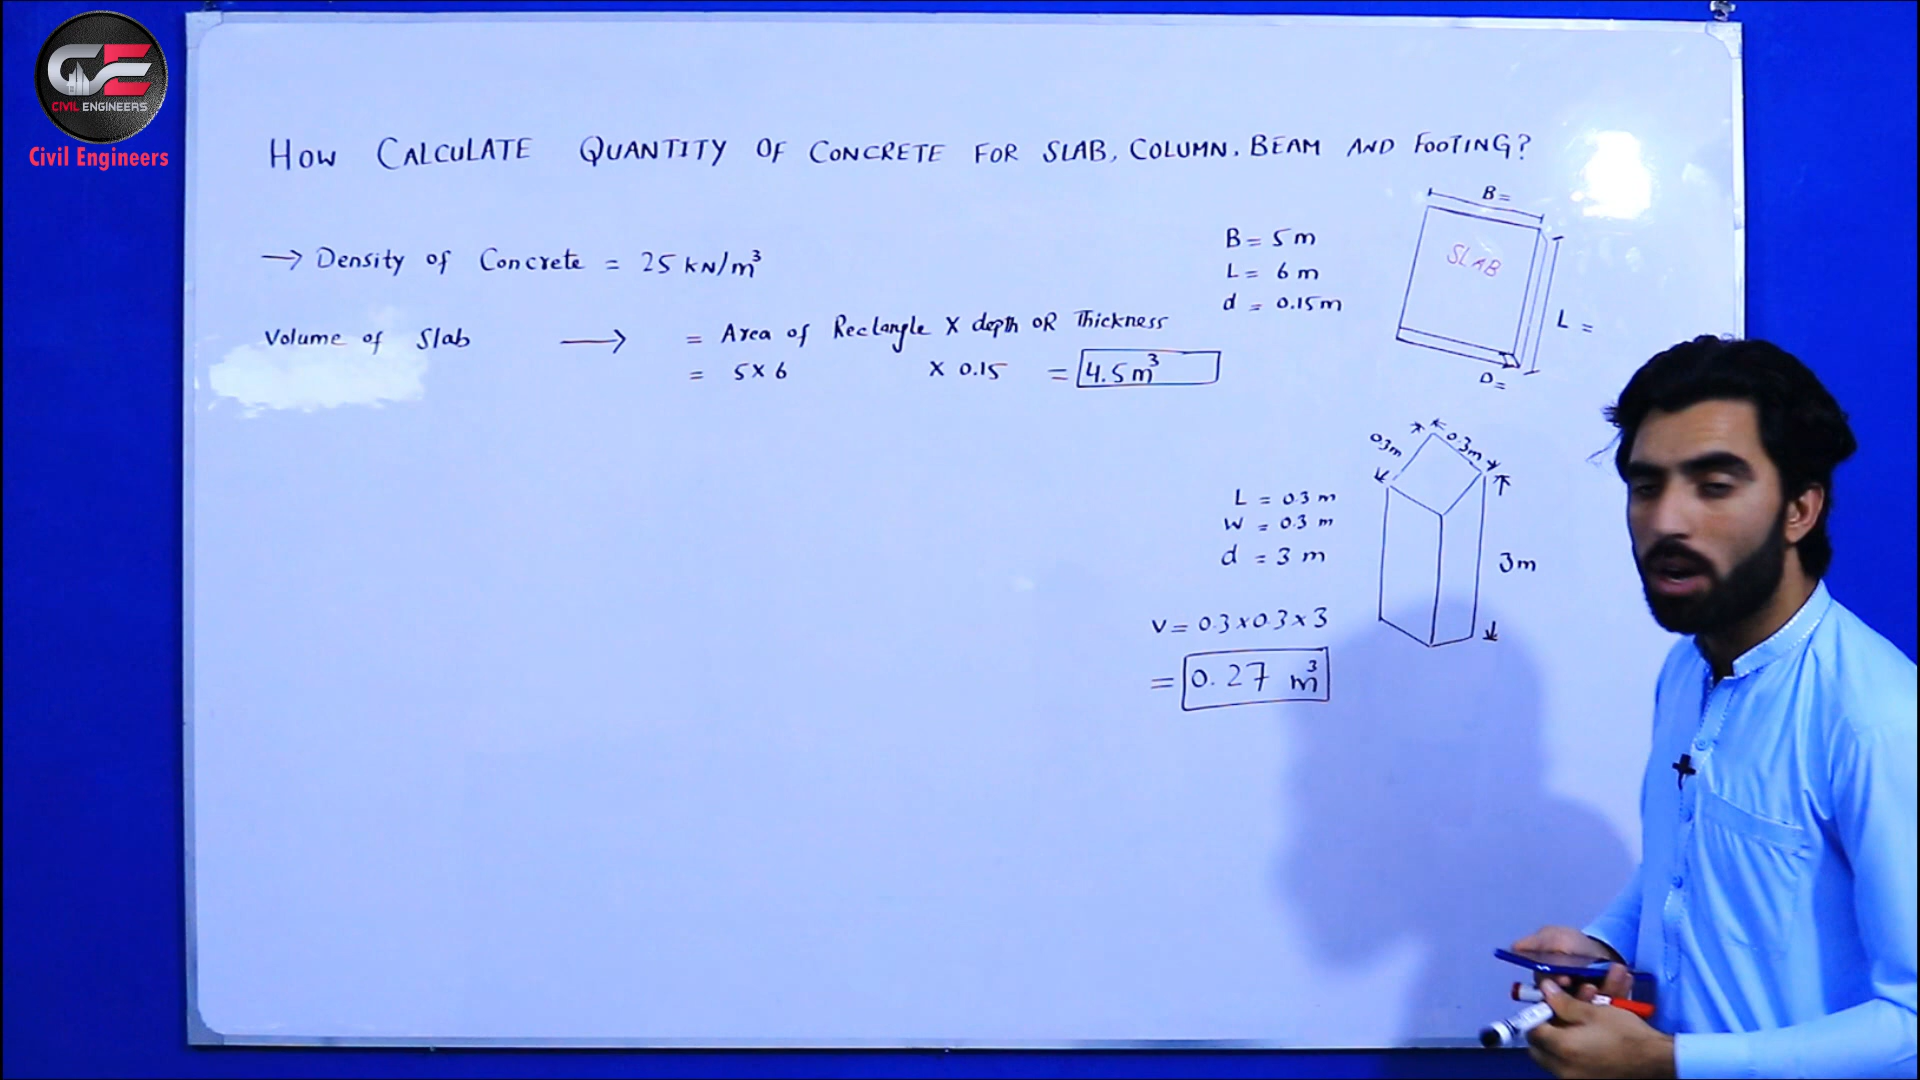 CE
CIVIL ENGINEERS
Civil Engineers
HOW CALCULATE QUANTITY OF CONCRETE FOR SLAB, COLUMN, BEAM AND FOOTING?
→ Density of Concrete = 25 kN/m³
Volume of Slab → = Area of Rectangle X depth OR Thickness
= 5 X 6 X 0.15 = 4.5 m³
B = 5 m
L = 6 m
d = 0.15 m
B =
SLAB
L =
D =
0.3m
0.3m
L = 0.3 m
W = 0.3 m
d = 3 m
3m
V = 0.3 x 0.3 x 3
= 0.27 m³